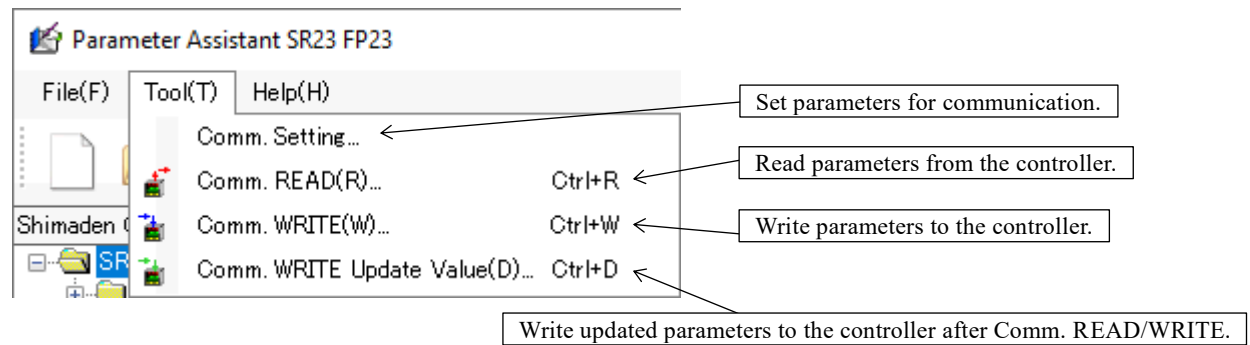 Parameter Assistant SR23 FP23
File(F) Tool(T) Help(H)
Set parameters for communication.
Comm. Setting...
Read parameters from the controller.
Comm. READ(R)... Ctrl+R
Shimaden
Comm. WRITE(W)... Ctrl+W
Write parameters to the controller.
SR
Comm. WRITE Update Value(D)... Ctrl+D
Write updated parameters to the controller after Comm. READ/WRITE.